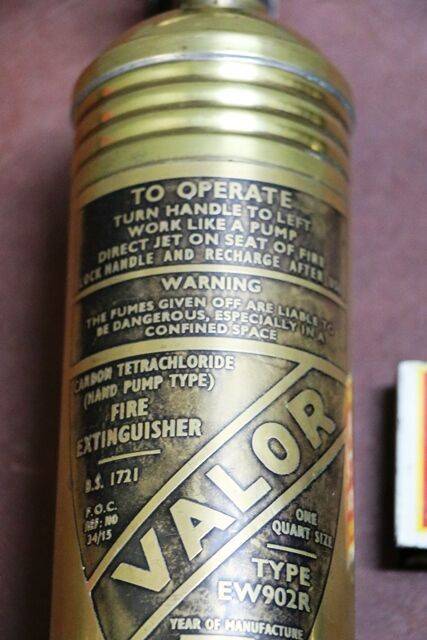 TO OPERATE
TURN HANDLE TO LEFT
WORK LIKE A PUMP
DIRECT JET ON SEAT OF FIRE
LOCK HANDLE AND RECHARGE AFTER
WARNING
THE FUMES GIVEN OFF ARE LIABLE TO
BE DANGEROUS, ESPECIALLY IN A
CONFINED SPACE
CARBON TETRACHLORIDE
(HAND PUMP TYPE)
FIRE
EXTINGUISHER
B.S. 1721
F.O.C.
REF: NO
34/15
VALOR
ONE
QUART SIZE
TYPE
EW902R
YEAR OF MANUFACTURE